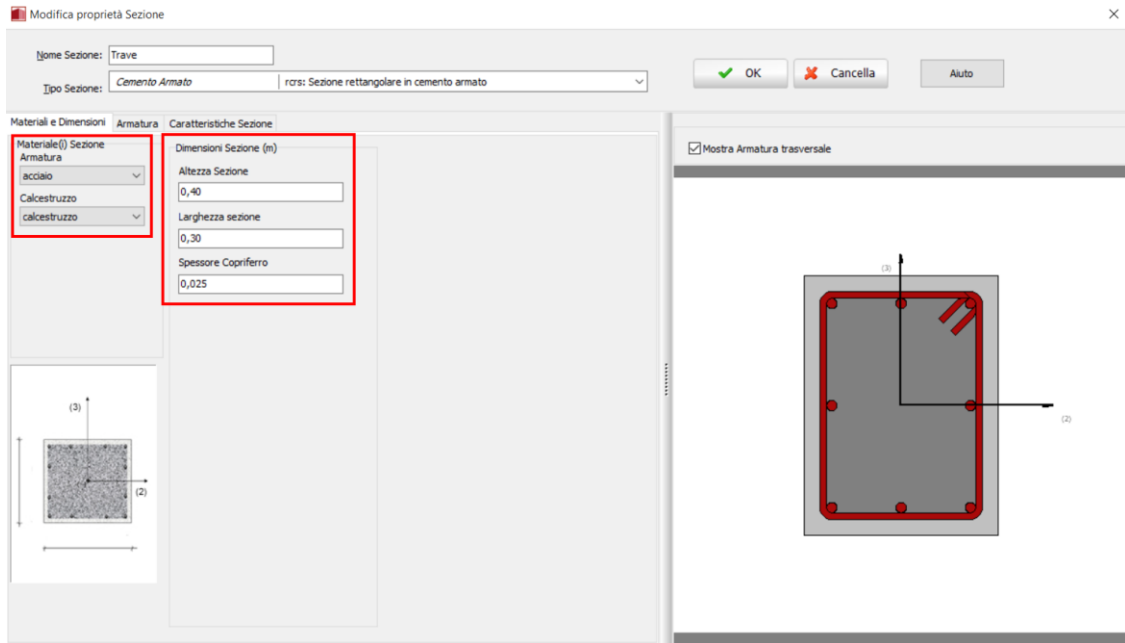 Modifica proprietà Sezione
Nome Sezione: Trave
Tipo Sezione: Cemento Armato rcrs: Sezione rettangolare in cemento armato
OK Cancella Aiuto
Materiali e Dimensioni Armatura Caratteristiche Sezione
Materiale(i) Sezione
Armatura
acciaio
Calcestruzzo
calcestruzzo
Dimensioni Sezione (m)
Altezza Sezione
0,40
Larghezza sezione
0,30
Spessore Copriferro
0,025
Mostra Armatura trasversale
(3)
(2)
(3)
(2)